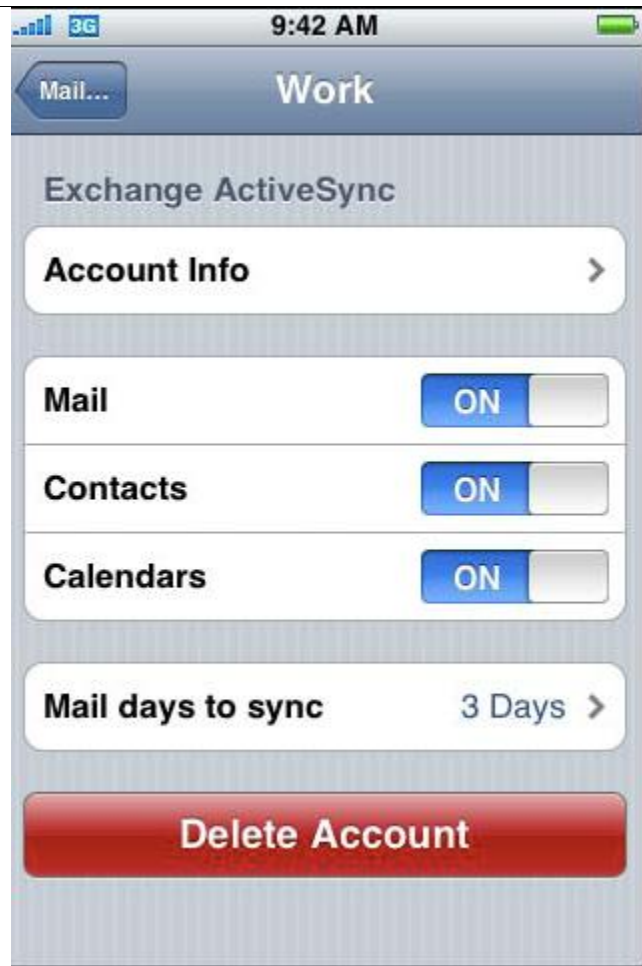 3G 9:42 AM
Mail... Work
Exchange ActiveSync
Account Info
Mail ON
Contacts ON
Calendars ON
Mail days to sync 3 Days
Delete Account